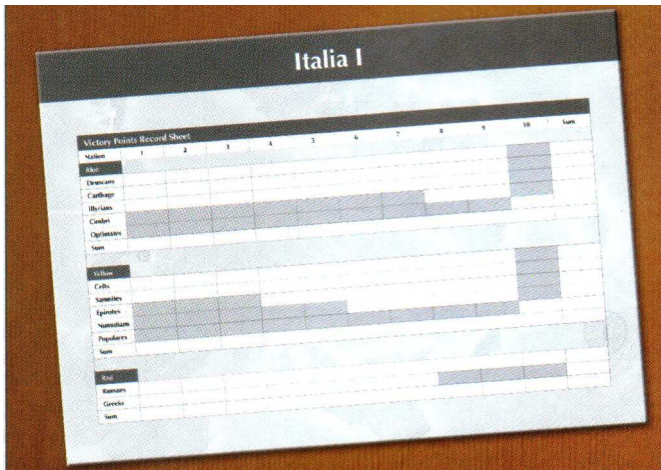 Italia I
Victory Points Record Sheet
Nation 1 2 3 4 5 6 7 8 9 10 Sum
Blue
Etruscans
Carthage
Illyrians
Cimbri
Optimates
Sum
Yellow
Celts
Samnites
Epirotes
Numidians
Populares
Sum
Red
Romans
Greeks
Sum